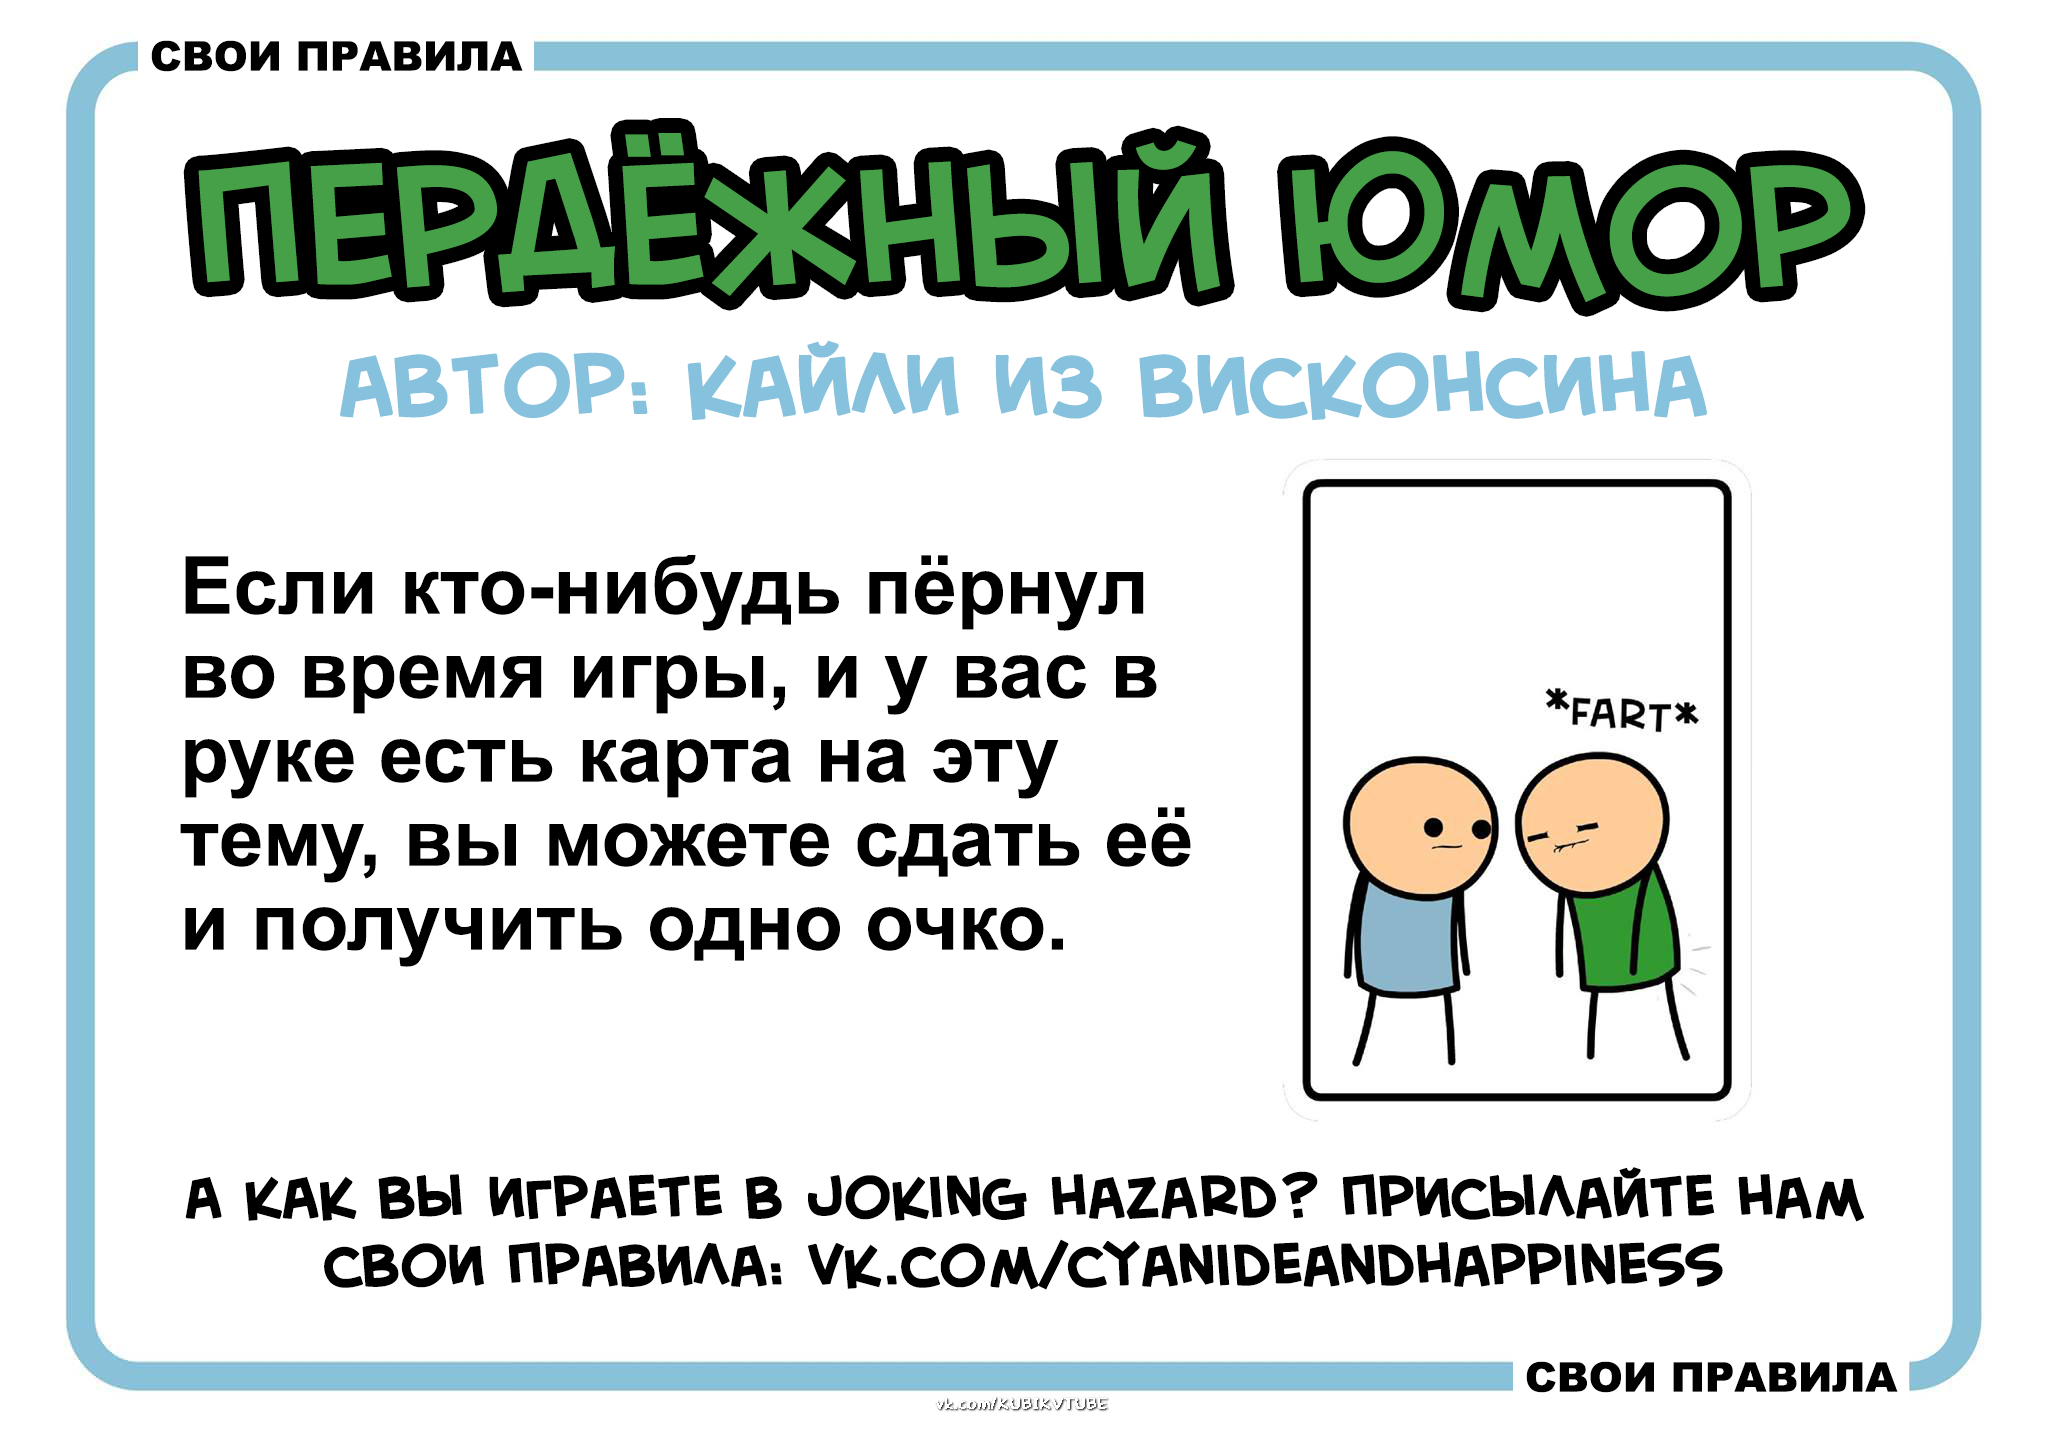 СВОИ ПРАВИЛА
ПЕРДЁЖНЫЙ ЮМОР
АВТОР: КАЙЛИ ИЗ ВИСКОНСИНА
Если кто-нибудь пёрнул
во время игры, и у вас в
руке есть карта на эту
тему, вы можете сдать её
и получить одно очко.
*FART*
А КАК ВЫ ИГРАЕТЕ В JOKING HAZARD? ПРИСЫЛАЙТЕ НАМ
СВОИ ПРАВИЛА: VK.COM/CYANIDEANDHAPPINESS
СВОИ ПРАВИЛА
vk.com/KUBIKVTUBE